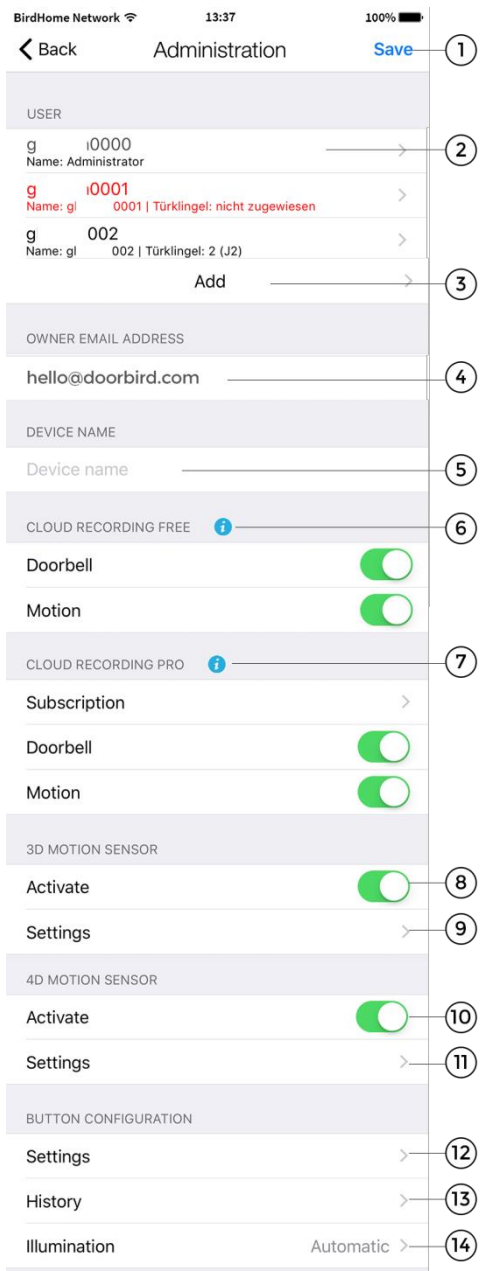 BirdHome Network 13:37 100%
Back Administration Save 1
USER
g 0000 2
Name: Administrator
g 0001
Name: gl 0001 | Türklingel: nicht zugewiesen
g 002
Name: gl 002 | Türklingel: 2 (J2)
Add 3
OWNER EMAIL ADDRESS
hello@doorbird.com 4
DEVICE NAME
Device name 5
CLOUD RECORDING FREE i 6
Doorbell
Motion
CLOUD RECORDING PRO i 7
Subscription
Doorbell
Motion
3D MOTION SENSOR
Activate 8
Settings 9
4D MOTION SENSOR
Activate 10
Settings 11
BUTTON CONFIGURATION
Settings 12
History 13
Illumination Automatic 14